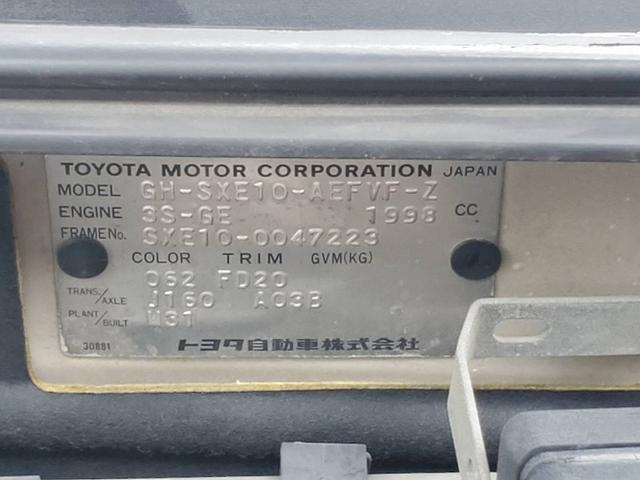 TOYOTA MOTOR CORPORATION JAPAN
MODEL GH-SXE10-AEFVF-Z
ENGINE 3S-GE 1998 CC
FRAME No. SXE10-0047223
COLOR TRIM GVM(KG)
062 FD20
TRANS./AXLE J160 A03B
PLANT/BUILT M31
30881 トヨタ自動車株式会社